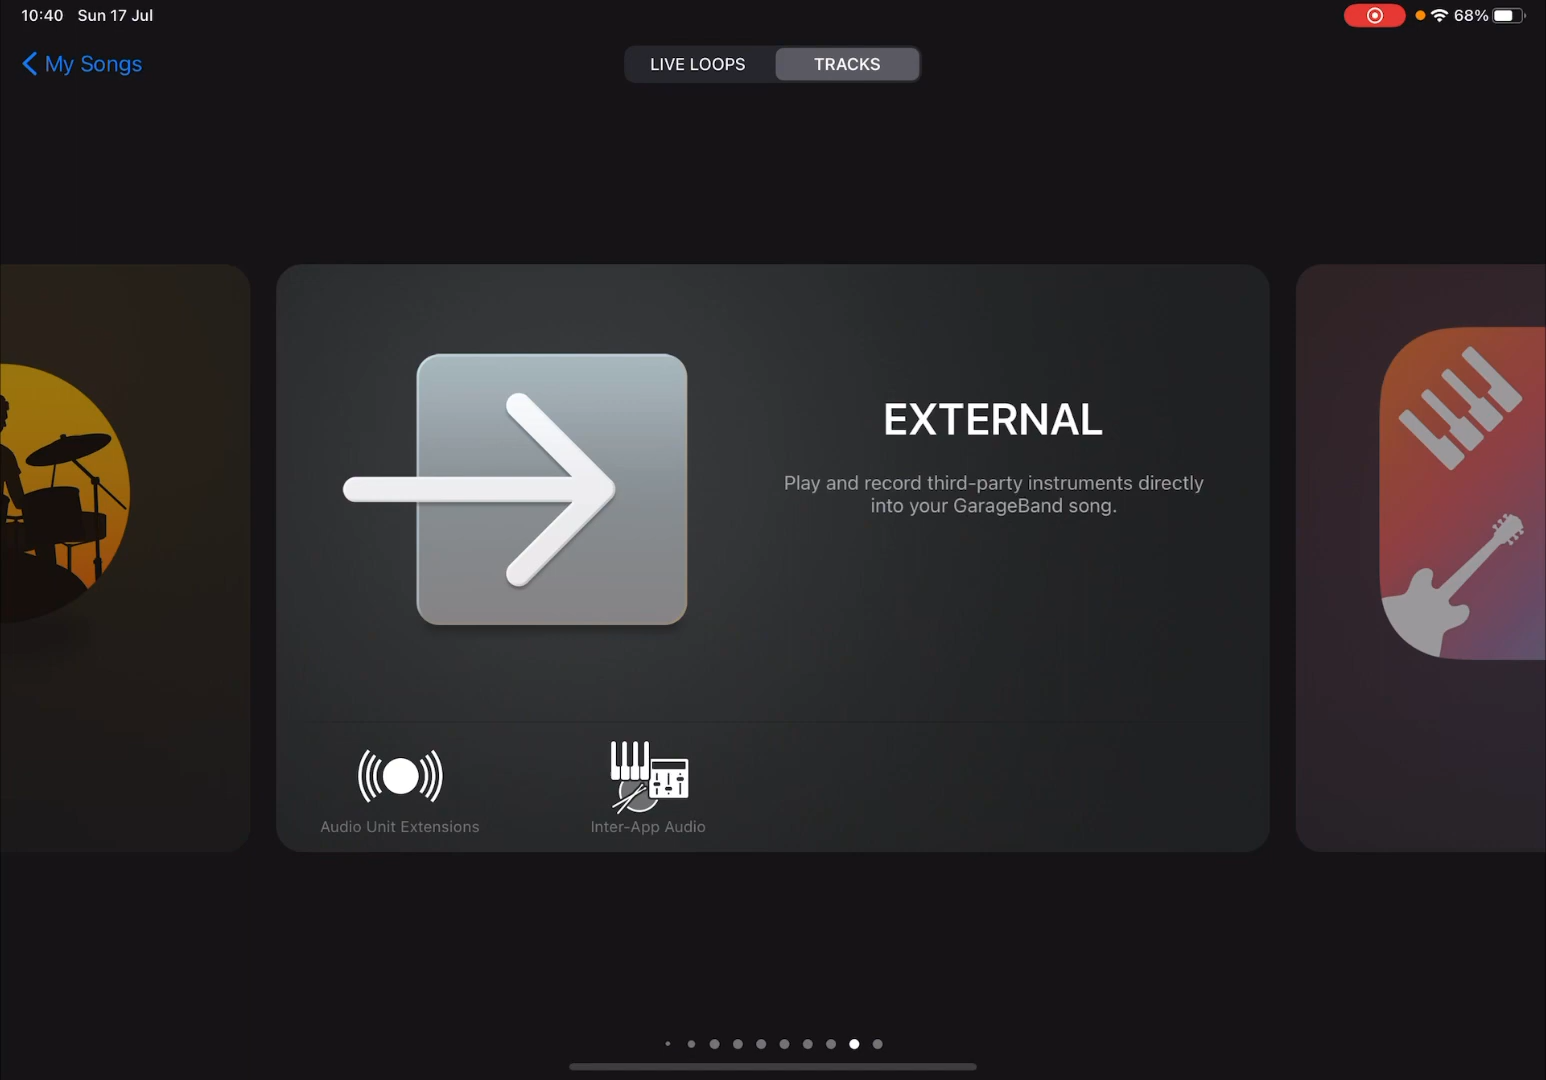 10:40 Sun 17 Jul
68%
My Songs
LIVE LOOPS
TRACKS
EXTERNAL
Play and record third-party instruments directly
into your GarageBand song.
Audio Unit Extensions
Inter-App Audio